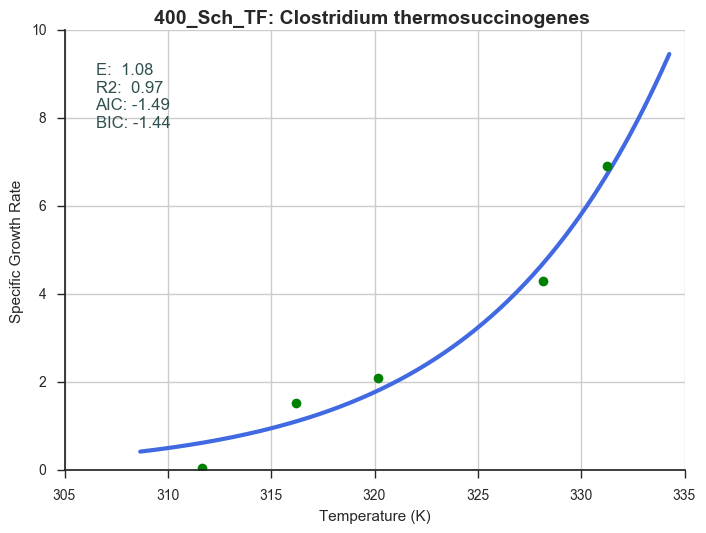 400_Sch_TF: Clostridium thermosuccinogenes
E:  1.08
R2:  0.97
AIC: -1.49
BIC: -1.44
10
8
6
4
2
0
Specific Growth Rate
305 310 315 320 325 330 335
Temperature (K)